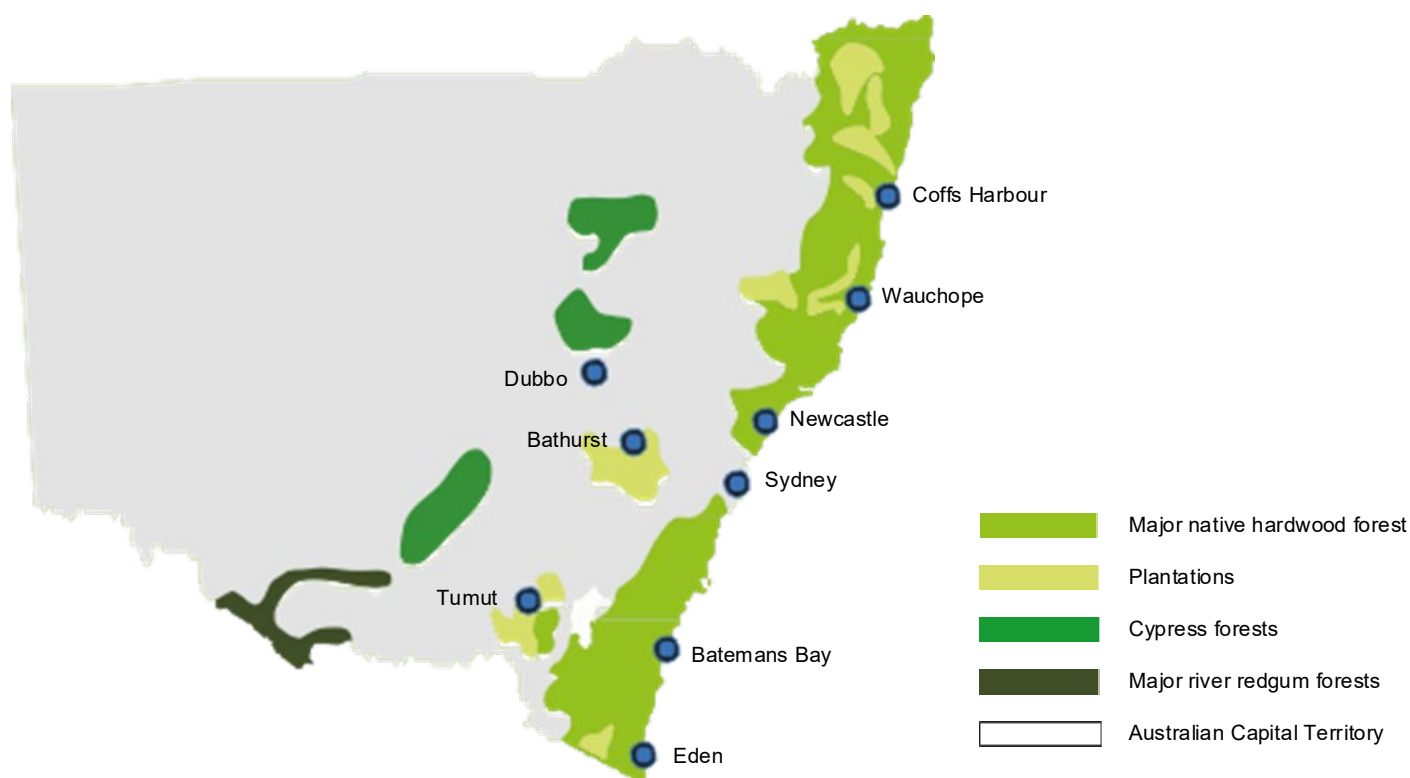 Coffs Harbour
Wauchope
Dubbo
Newcastle
Bathurst
Sydney
Major native hardwood forest
Plantations
Tumut
Cypress forests
Batemans Bay
Major river redgum forests
Australian Capital Territory
Eden